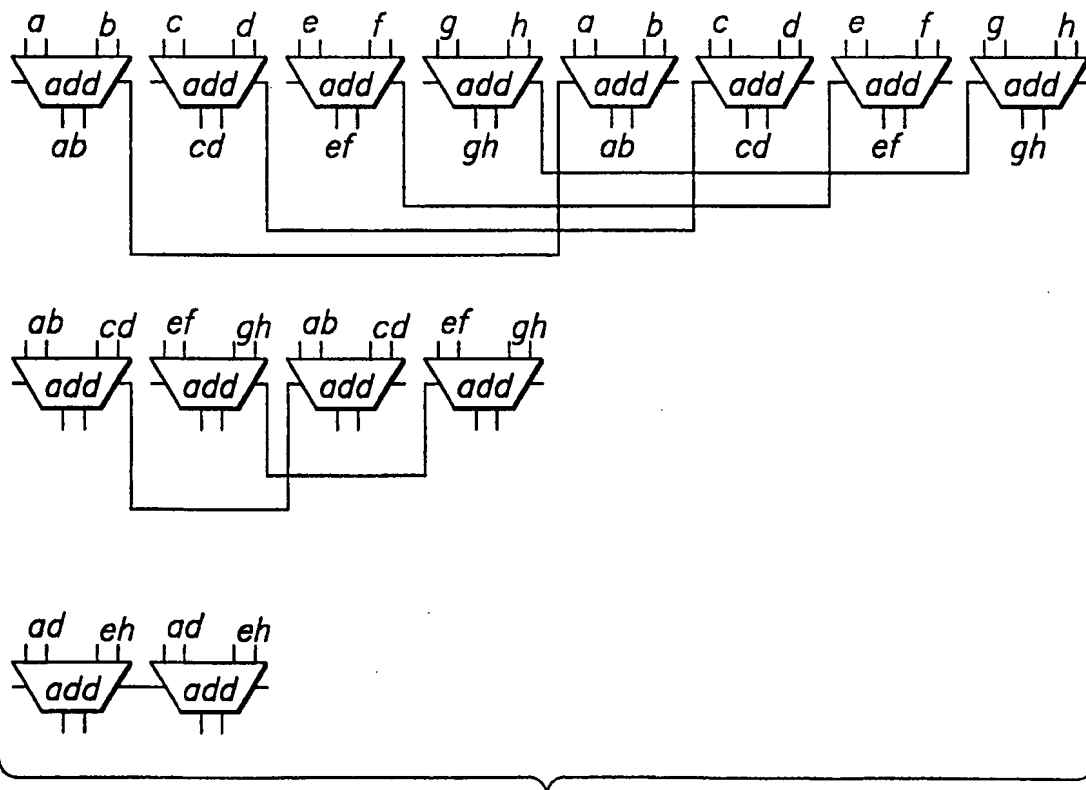 a b c d e f g h a b c d e f g h
add add add add add add add add
ab cd ef gh ab cd ef gh
ab cd ef gh ab cd ef gh
add add add add
ad eh ad eh
add add